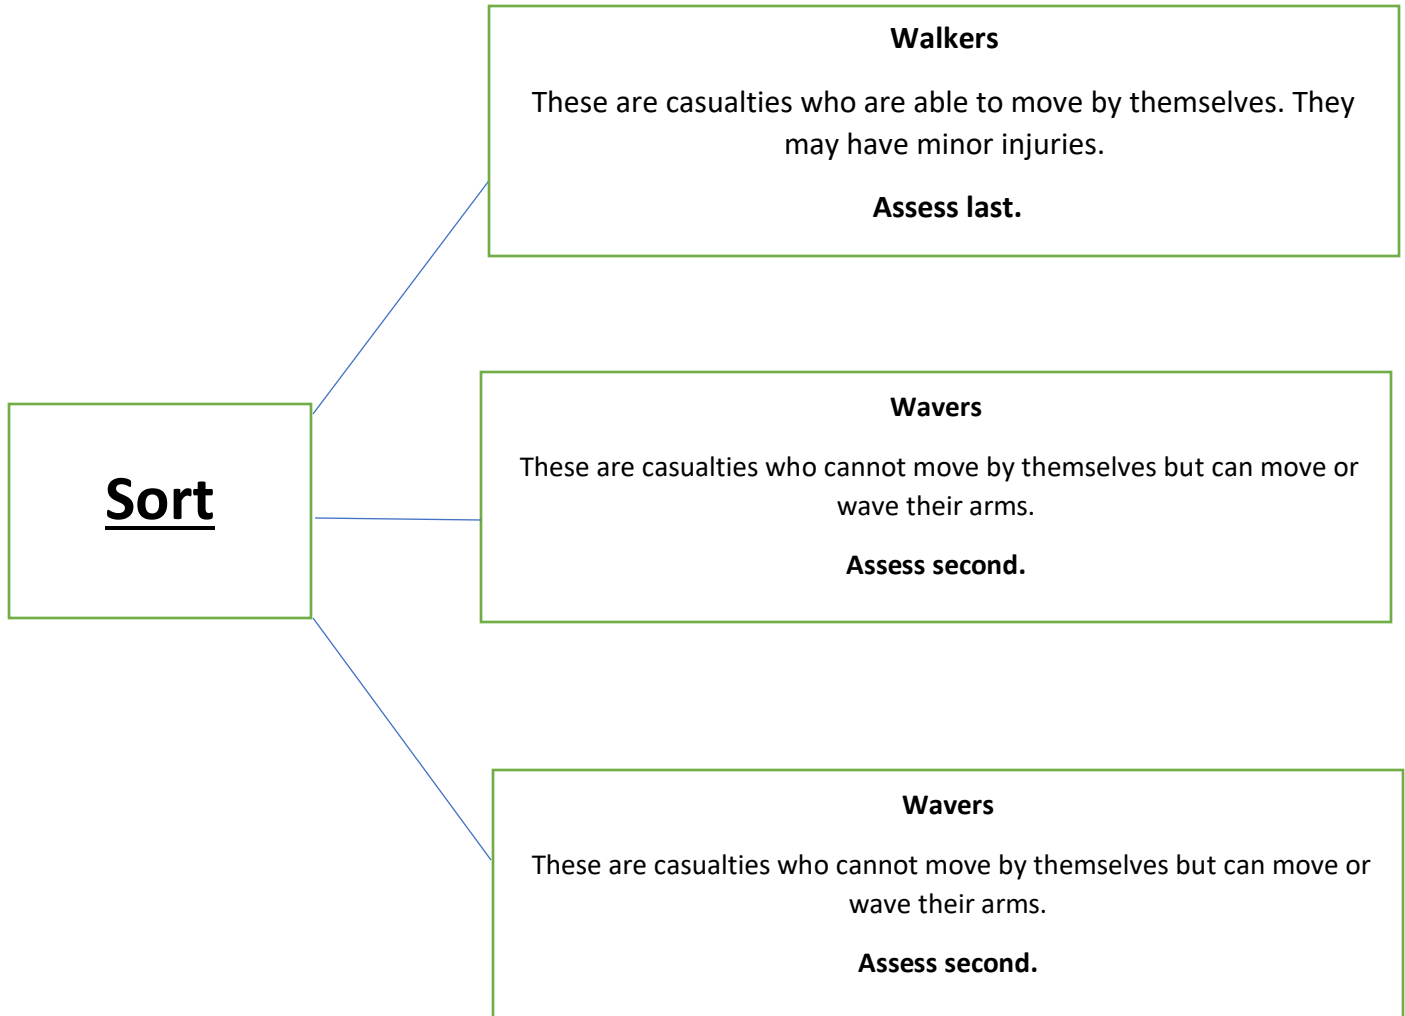 Walkers
These are casualties who are able to move by themselves. They
may have minor injuries.
Assess last.
Sort
Wavers
These are casualties who cannot move by themselves but can move or
wave their arms.
Assess second.
Wavers
These are casualties who cannot move by themselves but can move or
wave their arms.
Assess second.